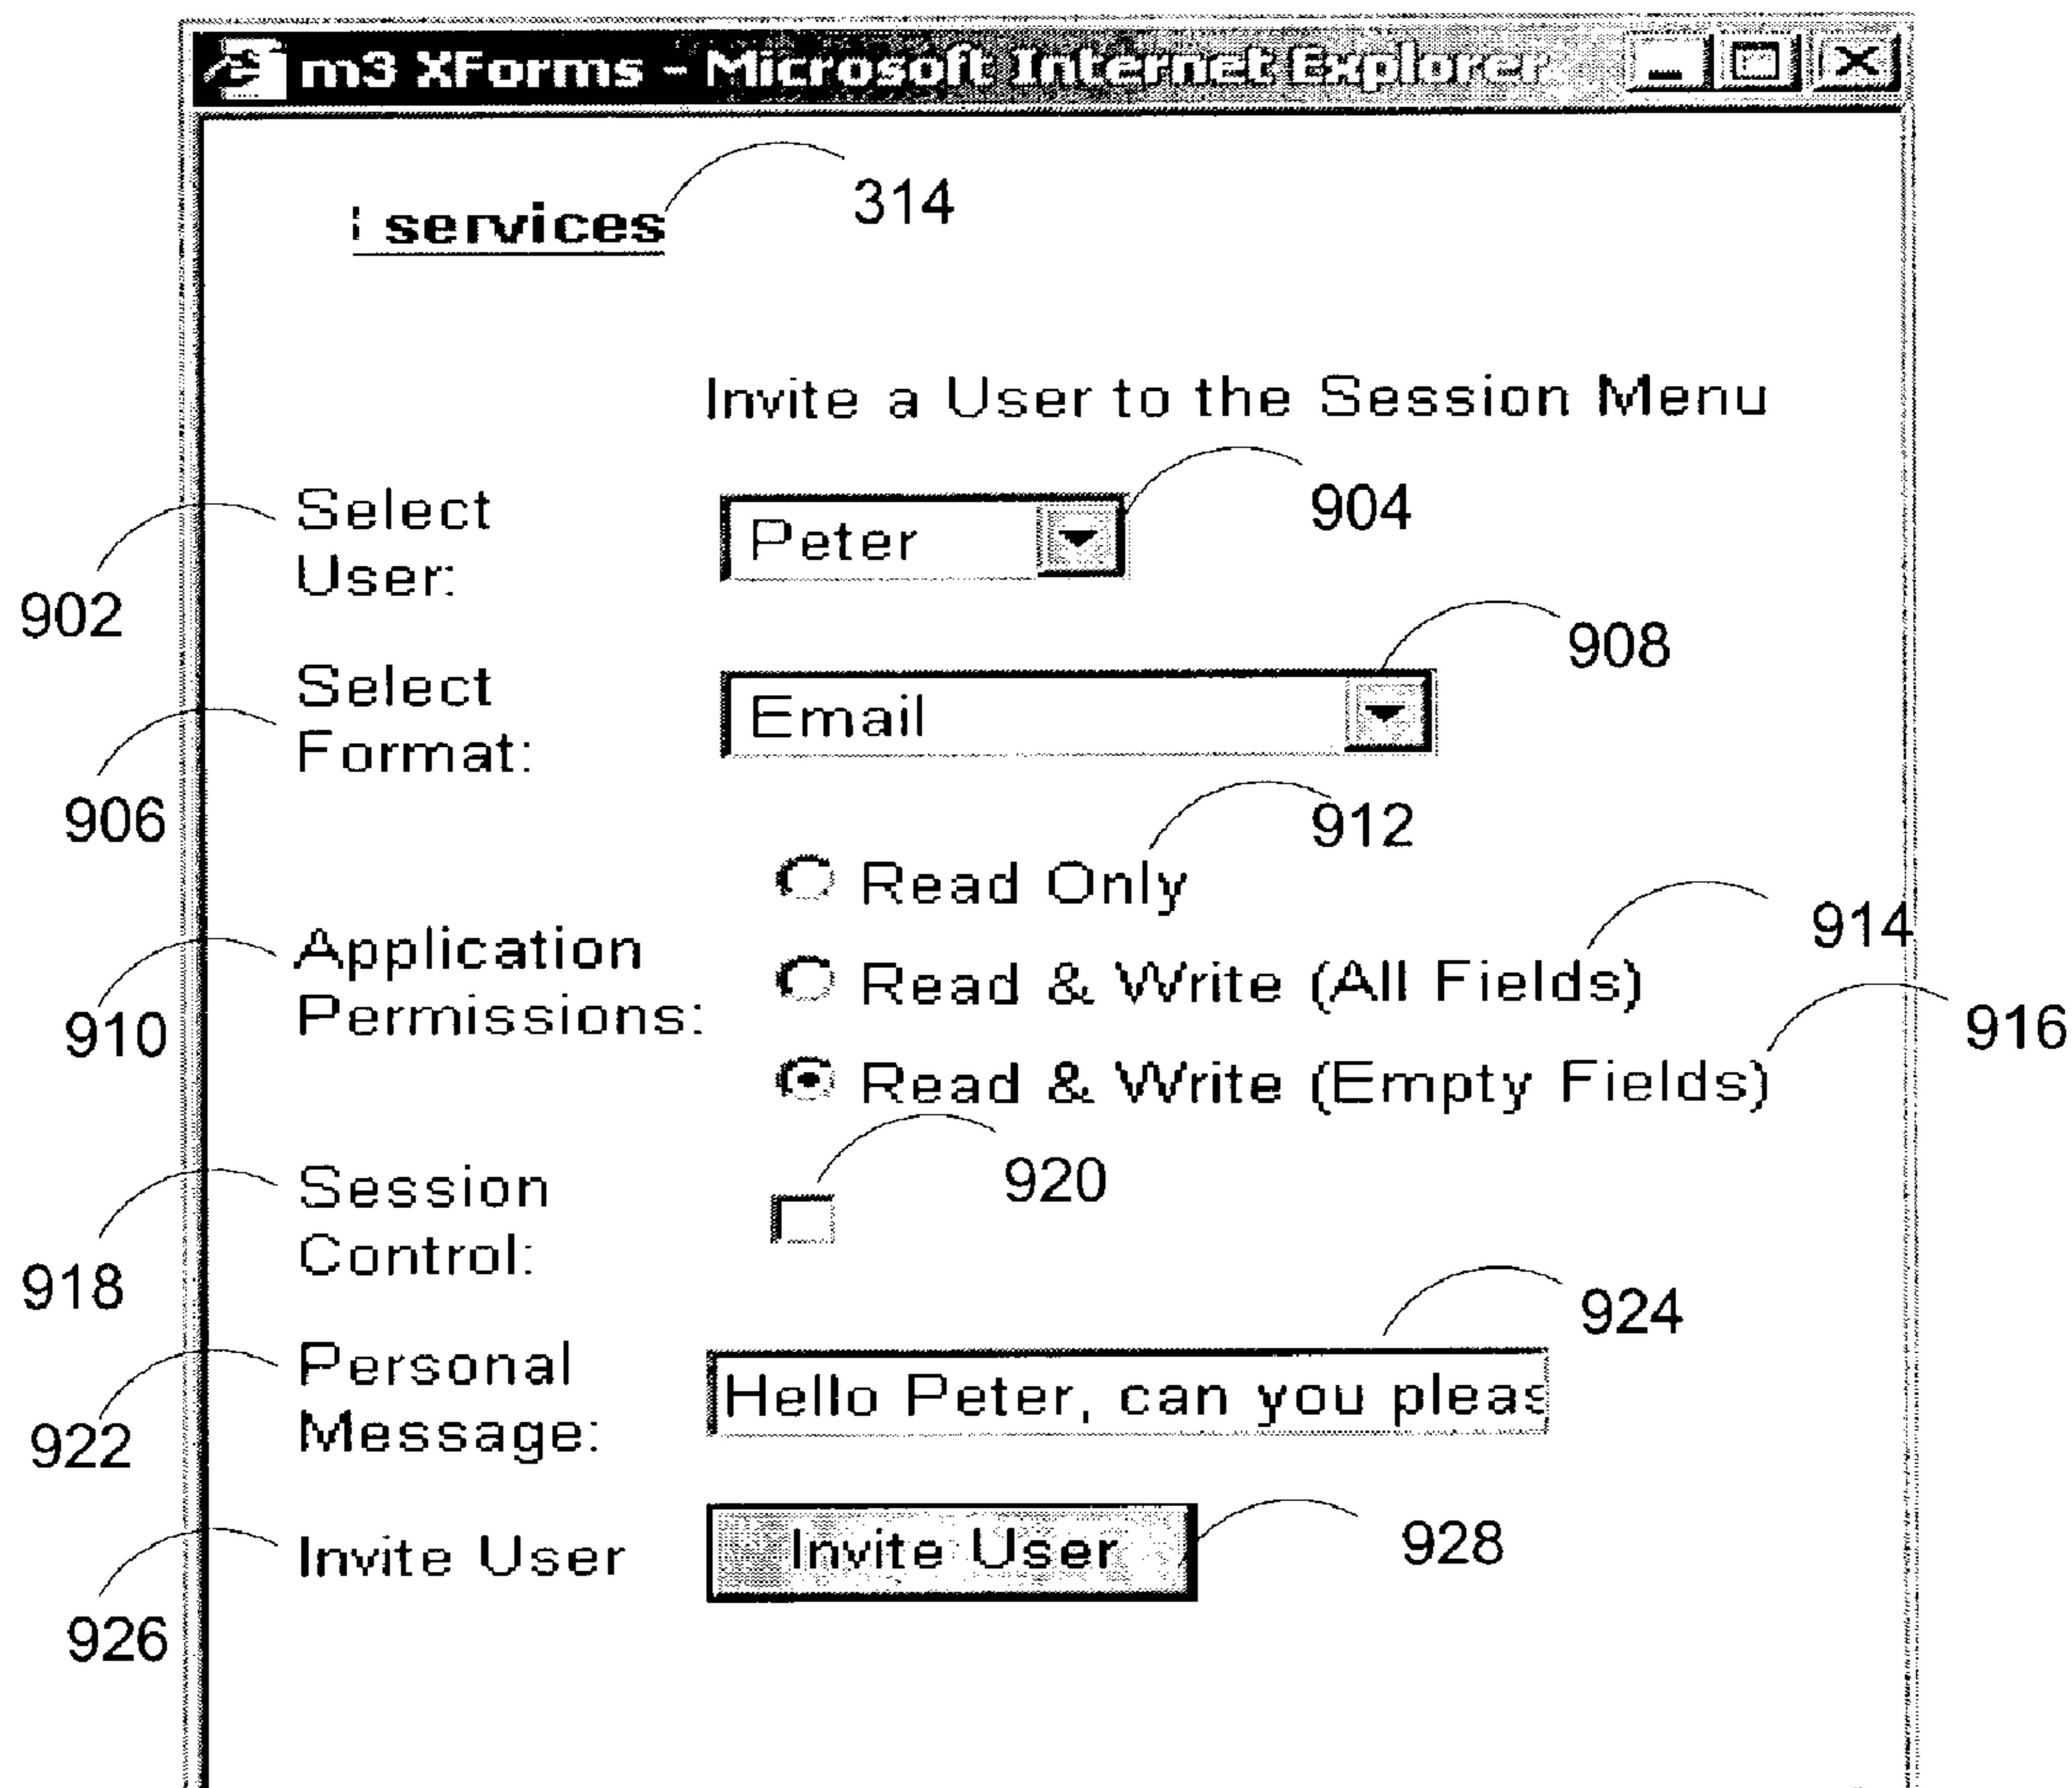 m3 XForms - Microsoft Internet Explorer
314
services
Invite a User to the Session Menu
902
Select
User:
Peter
904
906
Select
Format:
Email
908
912
Read Only
910
Application
Permissions:
914
Read & Write (All Fields)
916
Read & Write (Empty Fields)
918
Session
Control:
920
922
Personal
Message:
924
Hello Peter, can you pleas
926
Invite User
Invite User
928